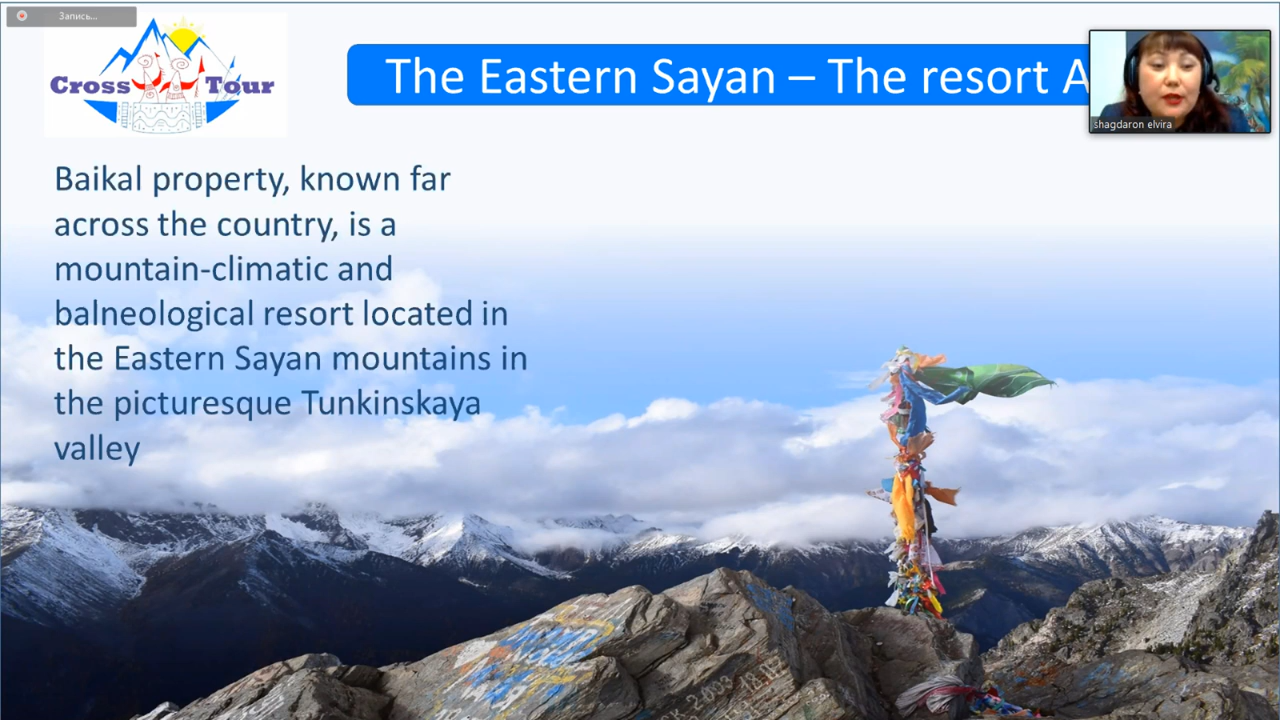 Запись...
Cross Tour
The Eastern Sayan – The resort A
shagdaron elvira
Baikal property, known far
across the country, is a
mountain-climatic and
balneological resort located in
the Eastern Sayan mountains in
the picturesque Tunkinskaya
valley